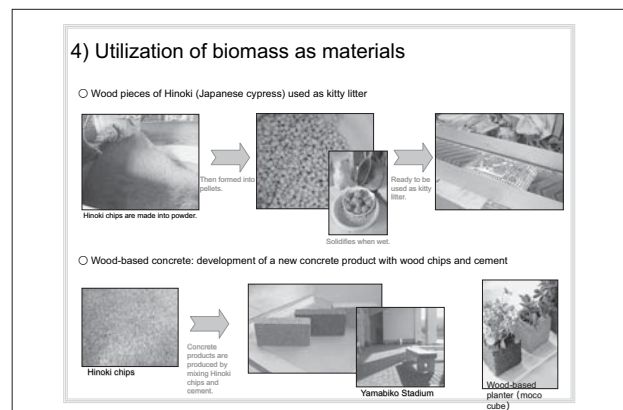 4) Utilization of biomass as materials
○ Wood pieces of Hinoki (Japanese cypress) used as kitty litter
Hinoki chips are made into powder.
Then formed into
pellets.
Solidifies when wet.
Ready to be
used as kitty
litter.
○ Wood-based concrete: development of a new concrete product with wood chips and cement
Hinoki chips
Concrete
products are
produced by
mixing Hinoki
chips and
cement.
Yamabiko Stadium
Wood-based
planter (moco
cube)